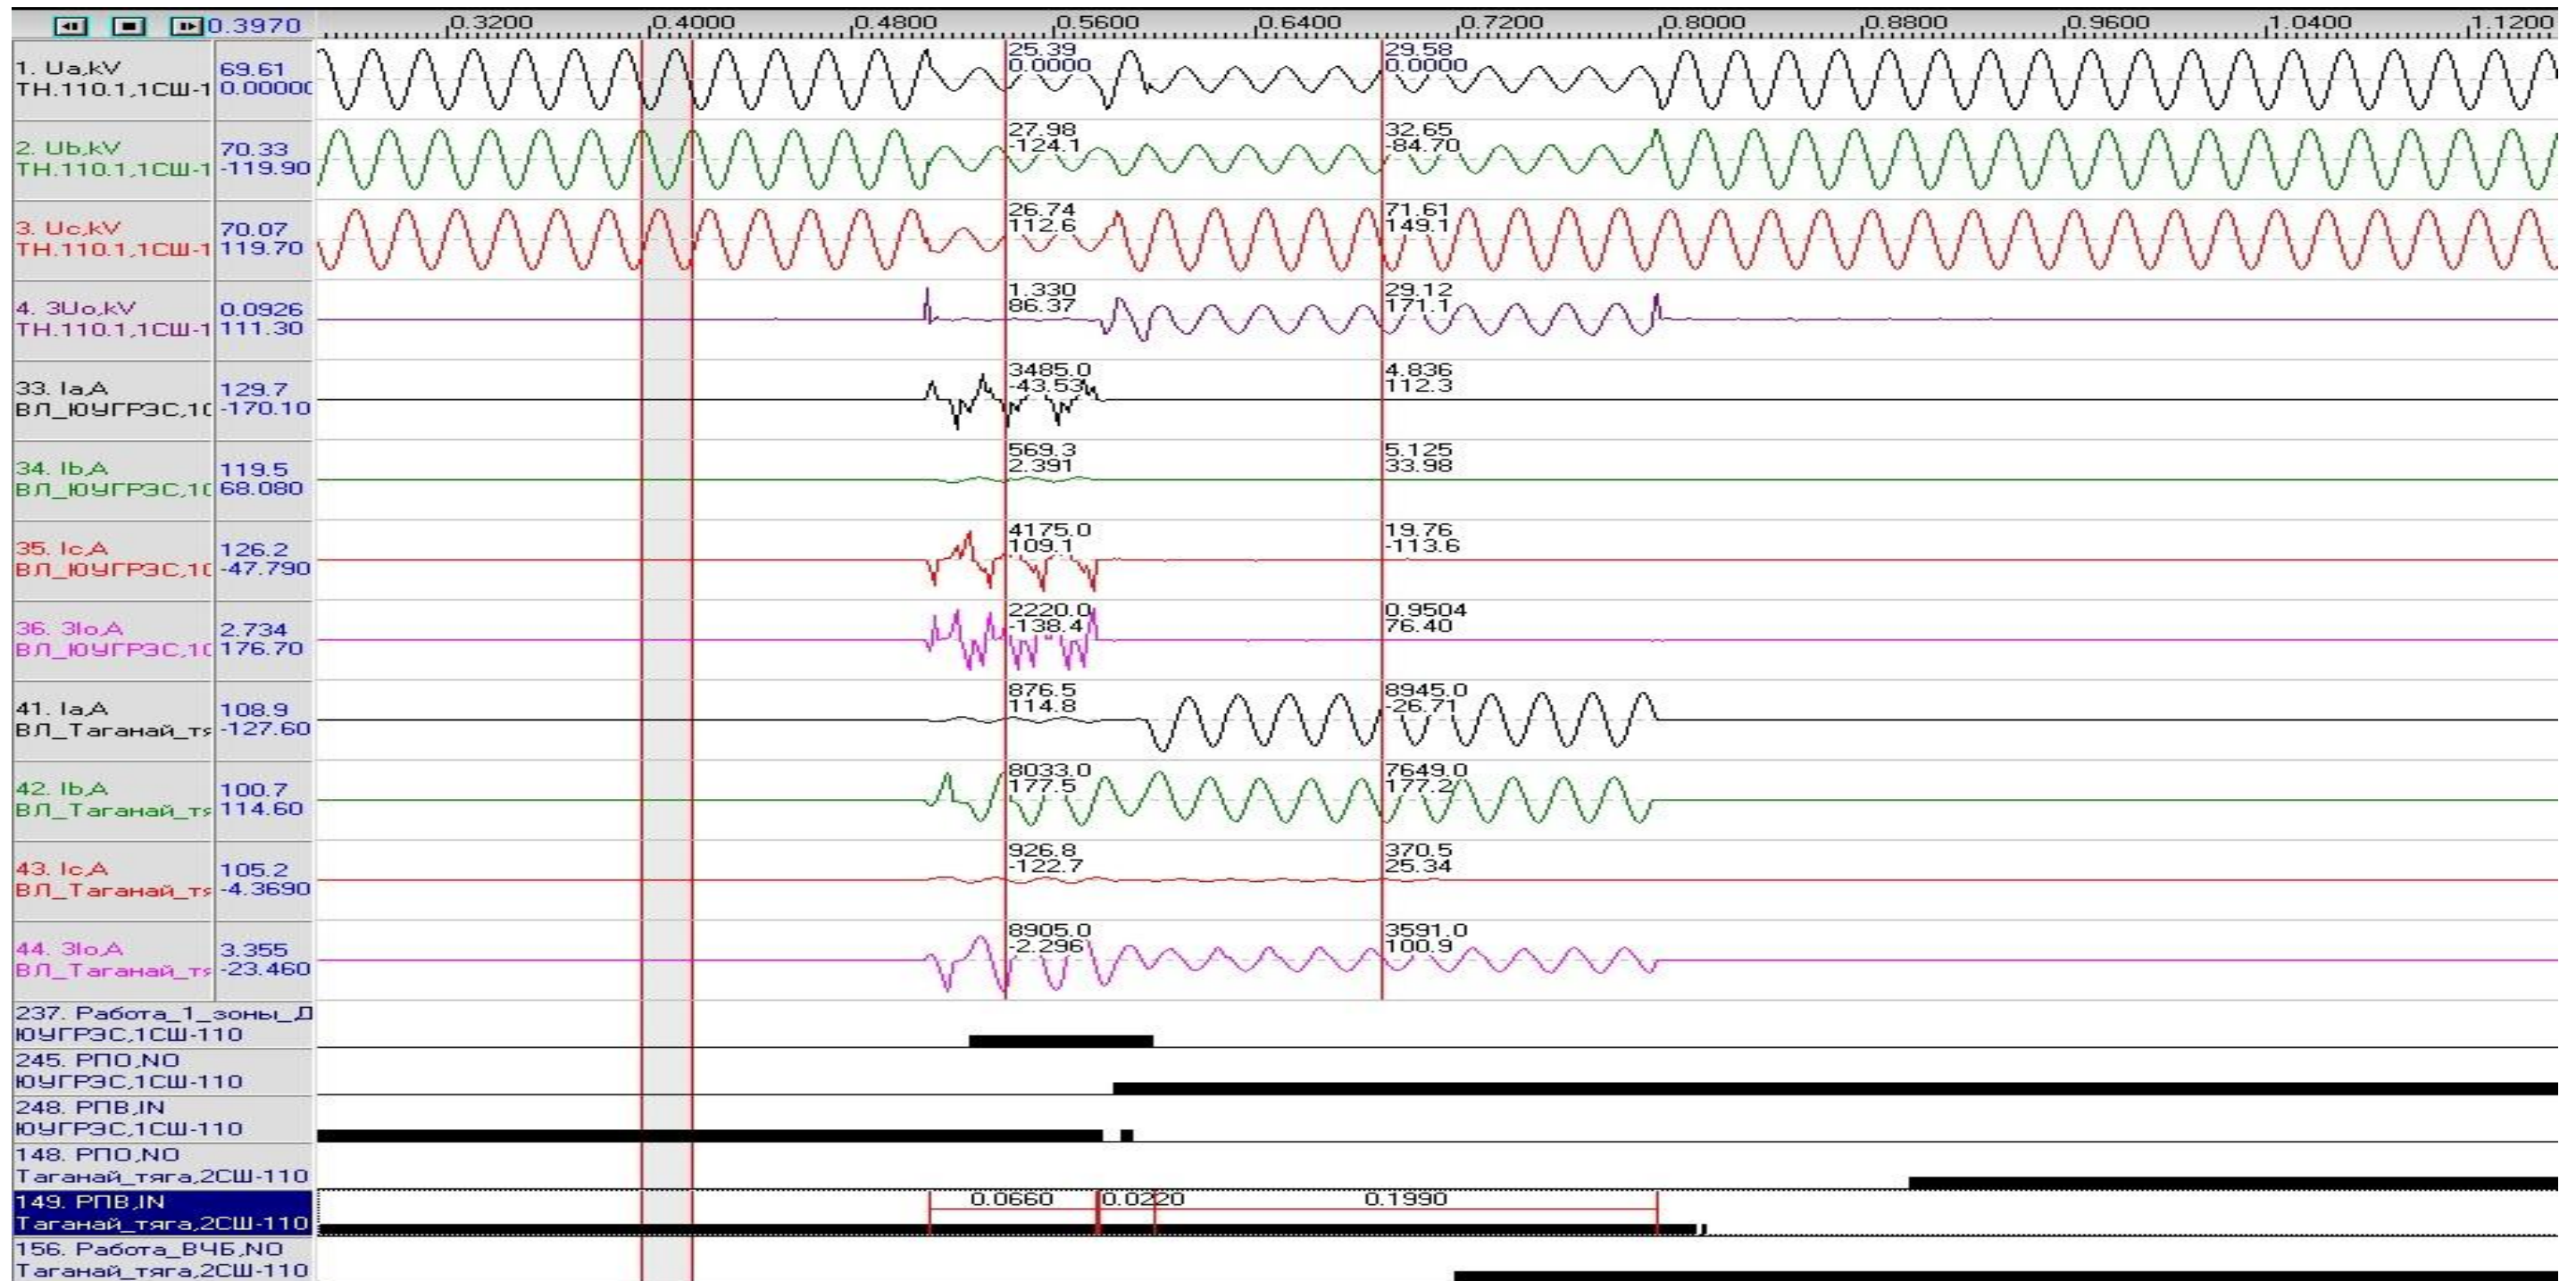 0.3970 0.3200 0.4000 0.4800 0.5600 0.6400 0.7200 0.8000 0.8800 0.9600 1.0400 1.1200
1. Ua,kV 69.61 25.39 29.58
ТН.110.1,1СШ-1 0.00000 0.0000 0.0000
2. Ub,kV 70.33 27.98 32.65
ТН.110.1,1СШ-1 -119.90 -124.1 -84.70
3. Uc,kV 70.07 26.74 71.61
ТН.110.1,1СШ-1 119.70 112.6 149.1
4. 3Uo,kV 0.0926 1.330 29.12
ТН.110.1,1СШ-1 111.30 86.37 171.1
33. Ia,A 129.7 3485.0 4.836
ВЛ_ЮУГРЭС,1С -170.10 -43.53 112.3
34. Ib,A 119.5 569.3 5.125
ВЛ_ЮУГРЭС,1С 68.080 2.391 33.98
35. Ic,A 126.2 4175.0 19.76
ВЛ_ЮУГРЭС,1С -47.790 109.1 -113.6
36. 3Io,A 2.734 2220.0 0.9504
ВЛ_ЮУГРЭС,1С 176.70 -138.4 76.40
41. Ia,A 108.9 876.5 8945.0
ВЛ_Таганай_тя -127.60 114.8 -26.71
42. Ib,A 100.7 8033.0 7649.0
ВЛ_Таганай_тя 114.60 177.5 177.2
43. Ic,A 105.2 926.8 370.5
ВЛ_Таганай_тя -4.3690 -122.7 25.34
44. 3Io,A 3.355 8905.0 3591.0
ВЛ_Таганай_тя -23.460 -2.296 100.9
237. Работа_1_зоны_Д
ЮУГРЭС,1СШ-110
245. РПО,NO
ЮУГРЭС,1СШ-110
248. РПВ,IN
ЮУГРЭС,1СШ-110
148. РПО,NO
Таганай_тяга,2СШ-110
149. РПВ,IN 0.0660 0.0220 0.1990
Таганай_тяга,2СШ-110
156. Работа_ВЧБ,NO
Таганай_тяга,2СШ-110